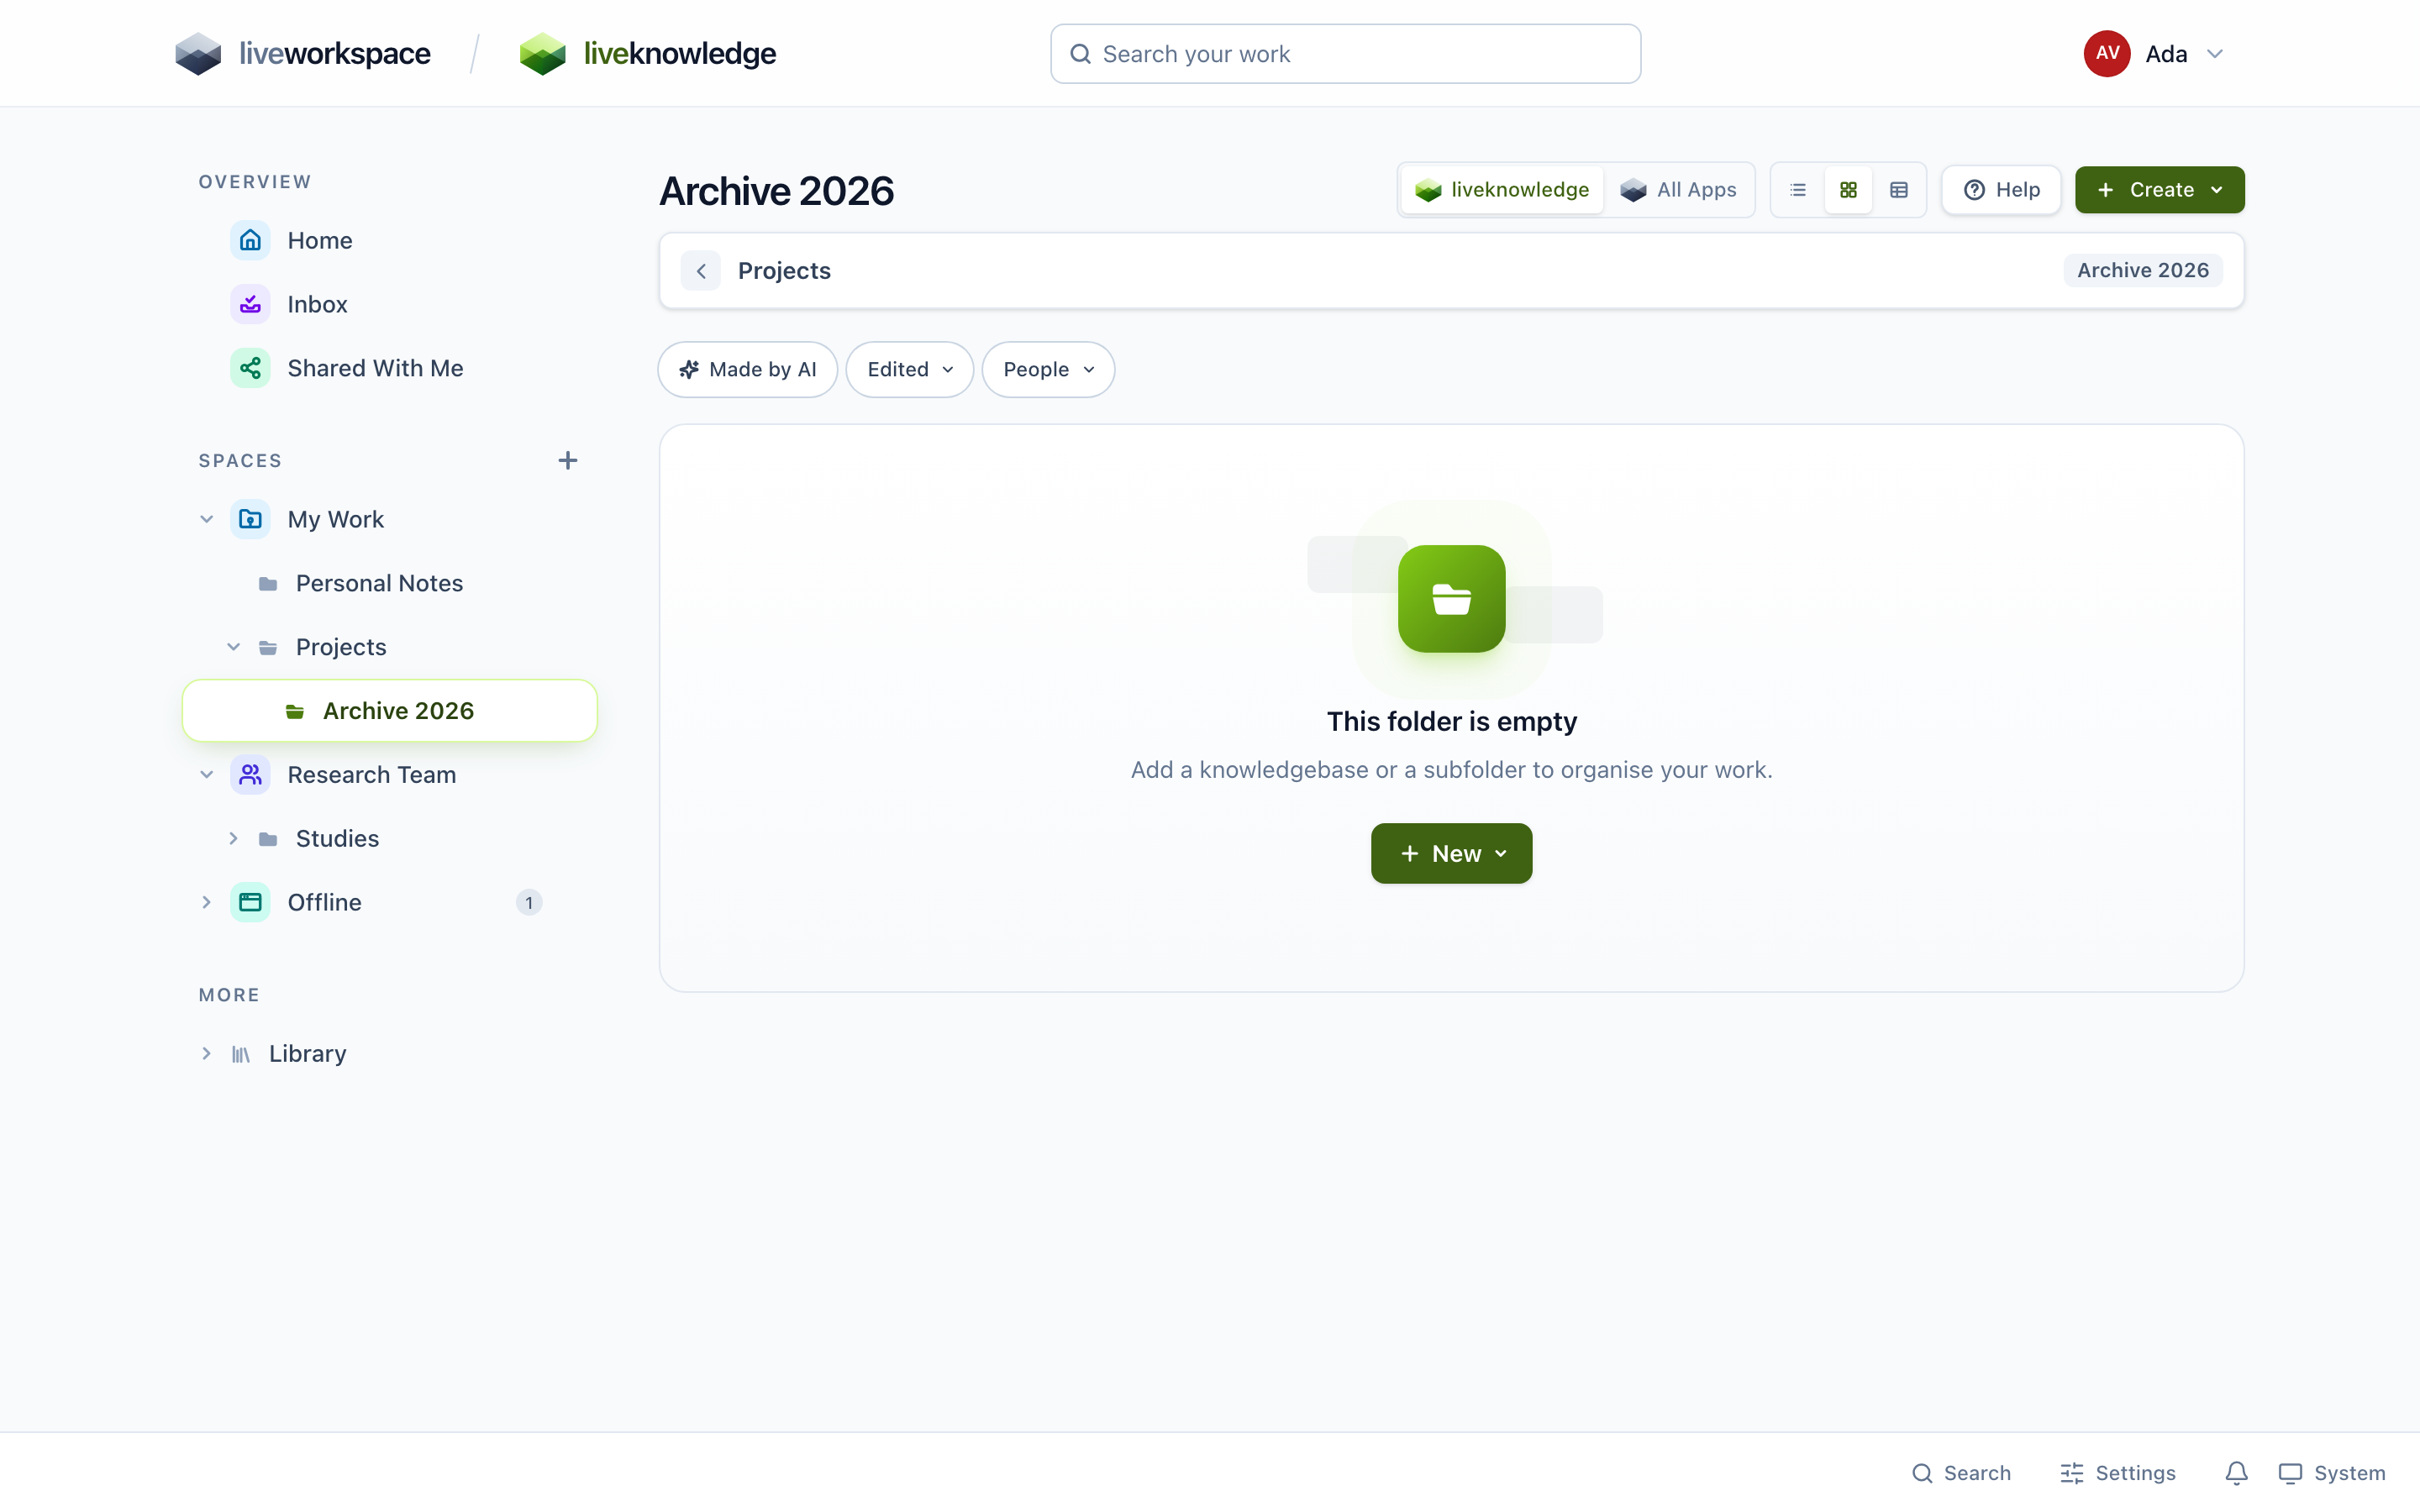 liveworkspace / liveknowledge
Search your work
AV Ada
OVERVIEW
Home
Inbox
Shared With Me
SPACES
My Work
Personal Notes
Projects
Archive 2026
Research Team
Studies
Offline 1
MORE
Library
Archive 2026
liveknowledge All Apps Help + Create
Projects Archive 2026
Made by AI Edited People
This folder is empty
Add a knowledgebase or a subfolder to organise your work.
+ New
Search Settings System